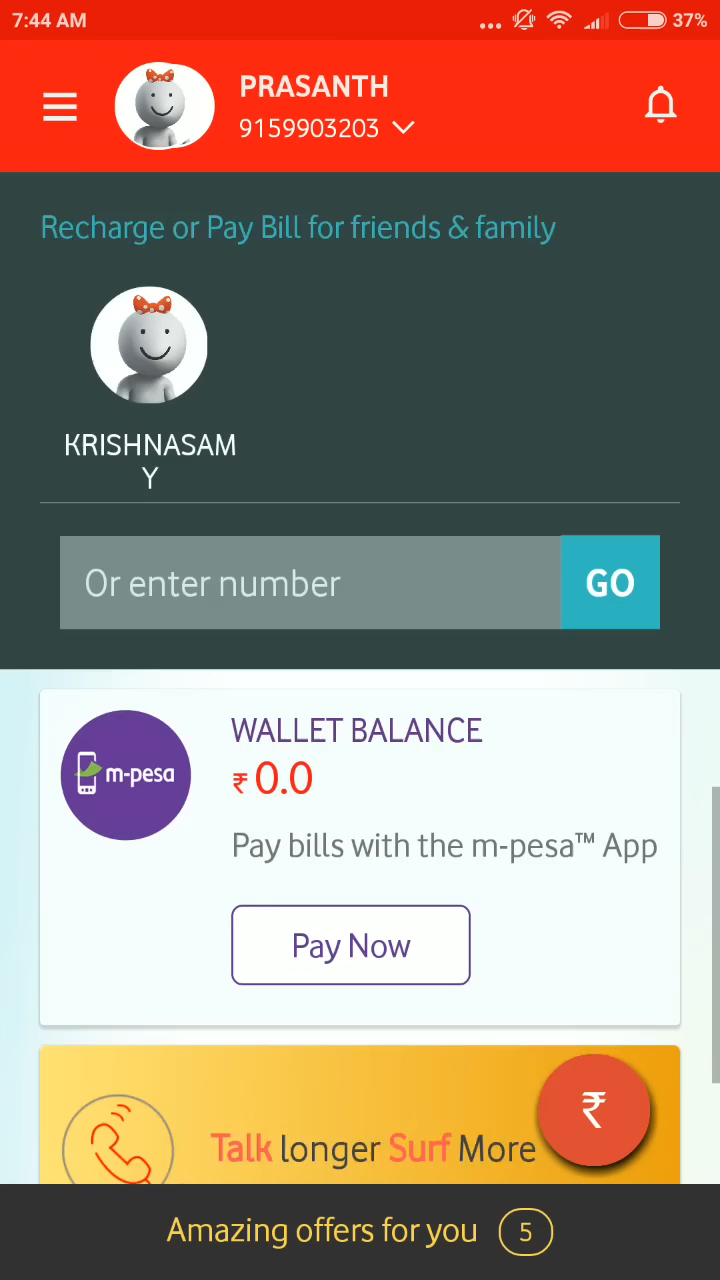 7:44 AM
37%
PRASANTH
9159903203
Recharge or Pay Bill for friends & family
KRISHNASAM
Y
Or enter number
GO
m-pesa
WALLET BALANCE
₹ 0.0
Pay bills with the m-pesa™ App
Pay Now
₹
Talk longer Surf More
Amazing offers for you 5